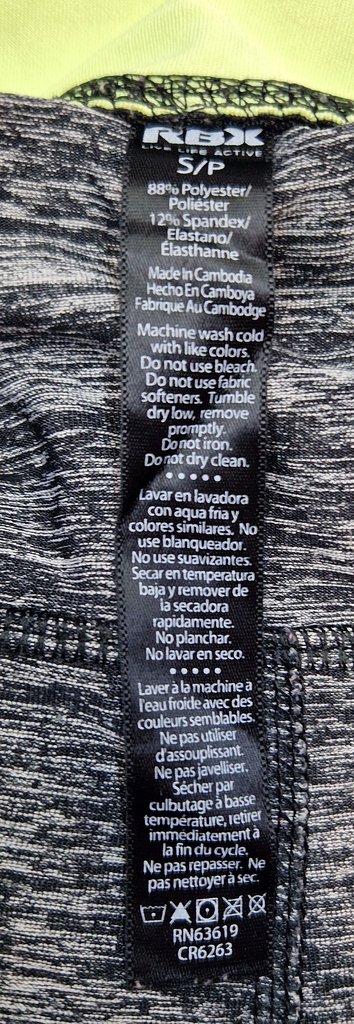 RBX
LIVE LIFE ACTIVE
S/P
88% Polyester/
Poliéster
12% Spandex/
Elastano/
Élasthanne
Made In Cambodia
Hecho En Camboya
Fabrique Au Cambodge
Machine wash cold
with like colors.
Do not use bleach.
Do not use fabric
softeners. Tumble
dry low, remove
promptly.
Do not iron.
Do not dry clean.
•••••
Lavar en lavadora
con aqua fria y
colores similares. No
use blanqueador.
No use suavizantes.
Secar en temperatura
baja y remover de
la secadora
rapidamente.
No planchar.
No lavar en seco.
•••••
Laver à la machine à
l'eau froide avec des
couleurs semblables.
Ne pas utiliser
d'assouplissant.
Ne pas javelliser.
Sécher par
culbutage à basse
température, retirer
immédiatement à
la fin du cycle.
Ne pas repasser. Ne
pas nettoyer à sec.
RN63619
CR6263